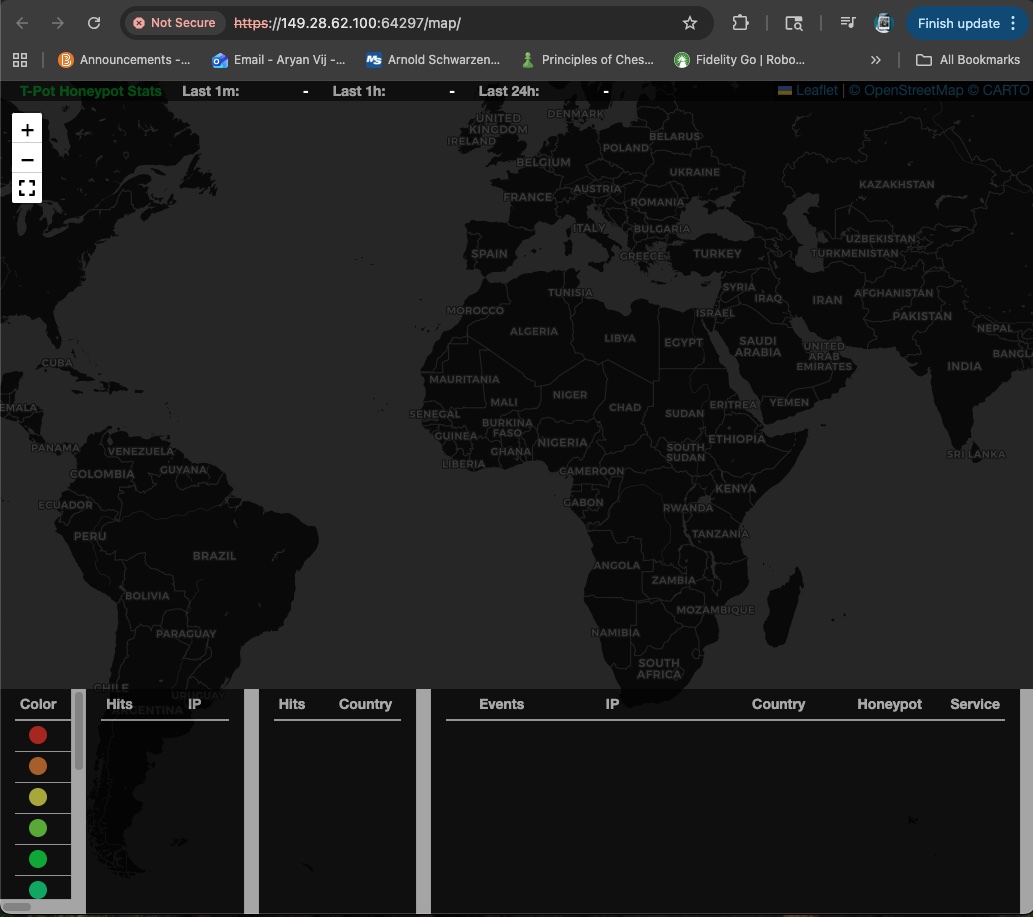 Not Secure
https://149.28.62.100:64297/map/
Finish update
Announcements -...
Email - Aryan Vij -...
Arnold Schwarzen...
Principles of Ches...
Fidelity Go | Robo...
»
All Bookmarks
T-Pot Honeypot Stats
Last 1m: -
Last 1h: -
Last 24h: -
Leaflet | © OpenStreetMap © CARTO
+
−
UNITED KINGDOM
DENMARK
IRELAND
BELARUS
POLAND
BELGIUM
UKRAINE
KAZAKHSTAN
FRANCE
AUSTRIA
ROMANIA
ITALY
BULGARIA
UZBEKISTAN
SPAIN
GREECE
TURKEY
TURKMENISTAN
TUNISIA
SYRIA
IRAQ
IRAN
AFGHANISTAN
MOROCCO
ISRAEL
PAKISTAN
ALGERIA
LIBYA
EGYPT
SAUDI ARABIA
UNITED ARAB EMIRATES
NEPAL
BANGLA
CUBA
INDIA
MAURITANIA
NIGER
MALI
CHAD
SUDAN
ERITREA
YEMEN
EMALA
SENEGAL
BURKINA FASO
GUINEA
GHANA
NIGERIA
ETHIOPIA
PANAMA
VENEZUELA
SOUTH SUDAN
SRI LANKA
COLOMBIA
GUYANA
LIBERIA
CAMEROON
KENYA
ECUADOR
GABON
RWANDA
PERU
TANZANIA
BRAZIL
ANGOLA
ZAMBIA
BOLIVIA
MOZAMBIQUE
PARAGUAY
NAMIBIA
SOUTH AFRICA
CHILE
URUGUAY
ARGENTINA
Color
Hits IP
Hits Country
Events IP Country Honeypot Service